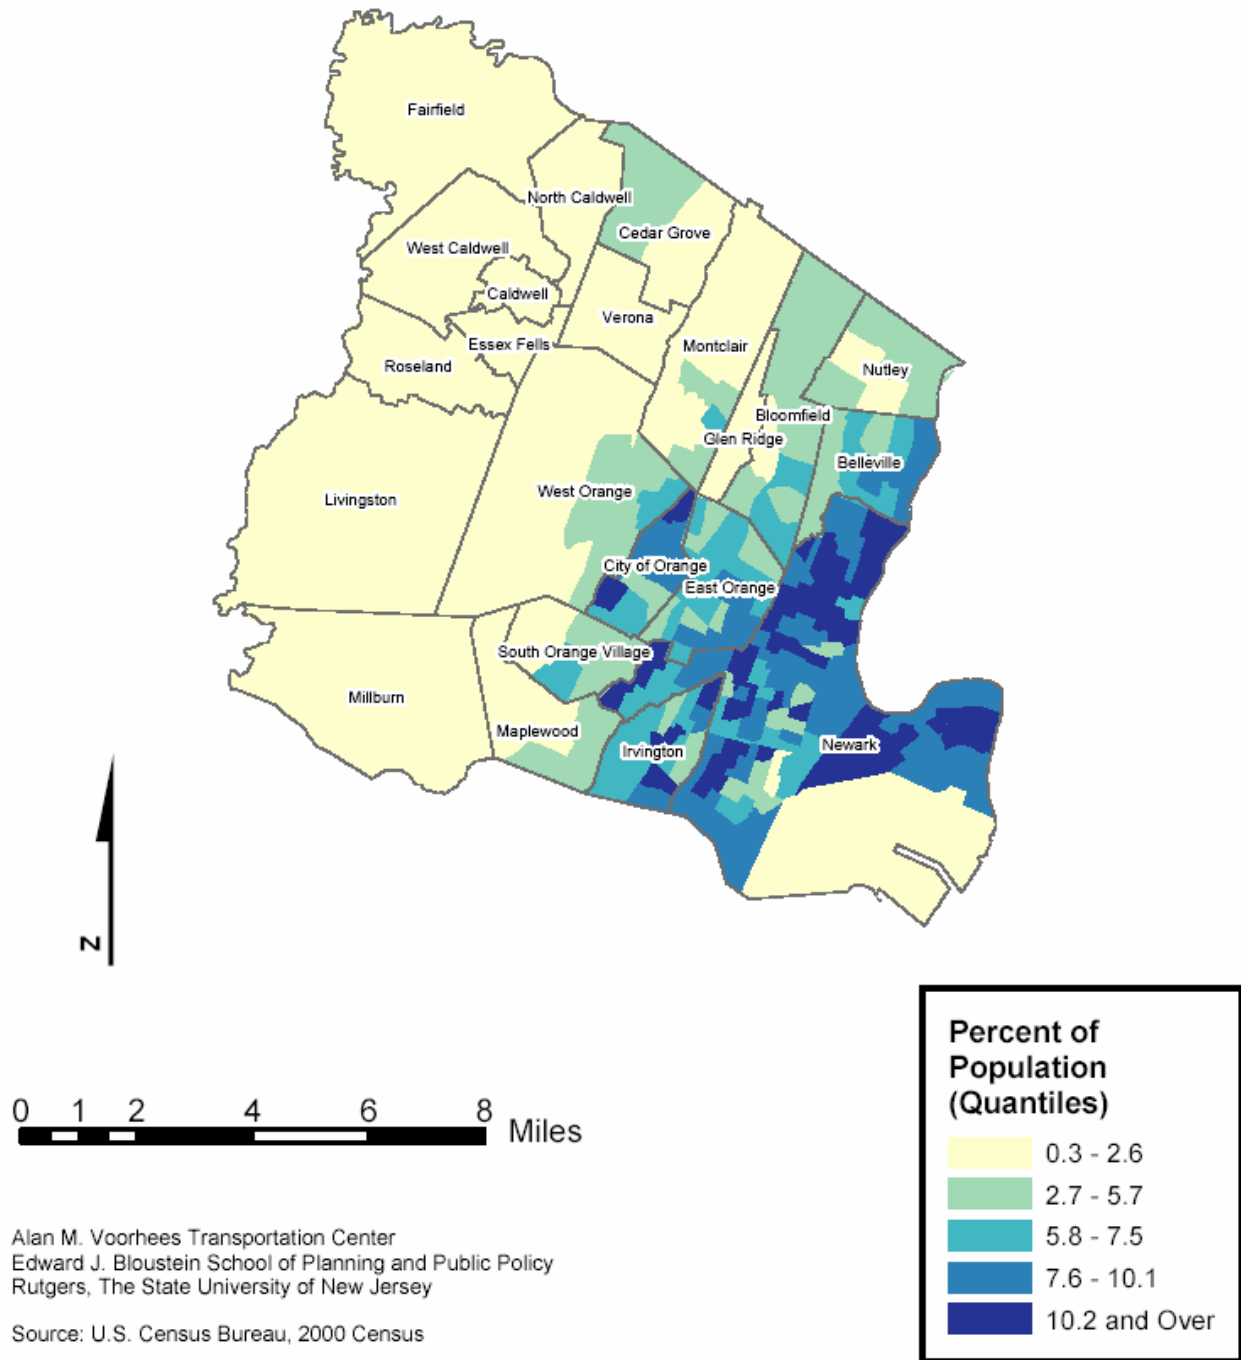 Fairfield
North Caldwell
Cedar Grove
West Caldwell
Caldwell
Verona
Essex Fells
Montclair
Roseland
Nutley
Bloomfield
Glen Ridge
Belleville
West Orange
Livingston
City of Orange
East Orange
South Orange Village
Millburn
Maplewood
Irvington
Newark
N
0 1 2 4 6 8 Miles
Percent of
Population
(Quantiles)
0.3 - 2.6
2.7 - 5.7
5.8 - 7.5
7.6 - 10.1
10.2 and Over
Alan M. Voorhees Transportation Center
Edward J. Bloustein School of Planning and Public Policy
Rutgers, The State University of New Jersey
Source: U.S. Census Bureau, 2000 Census